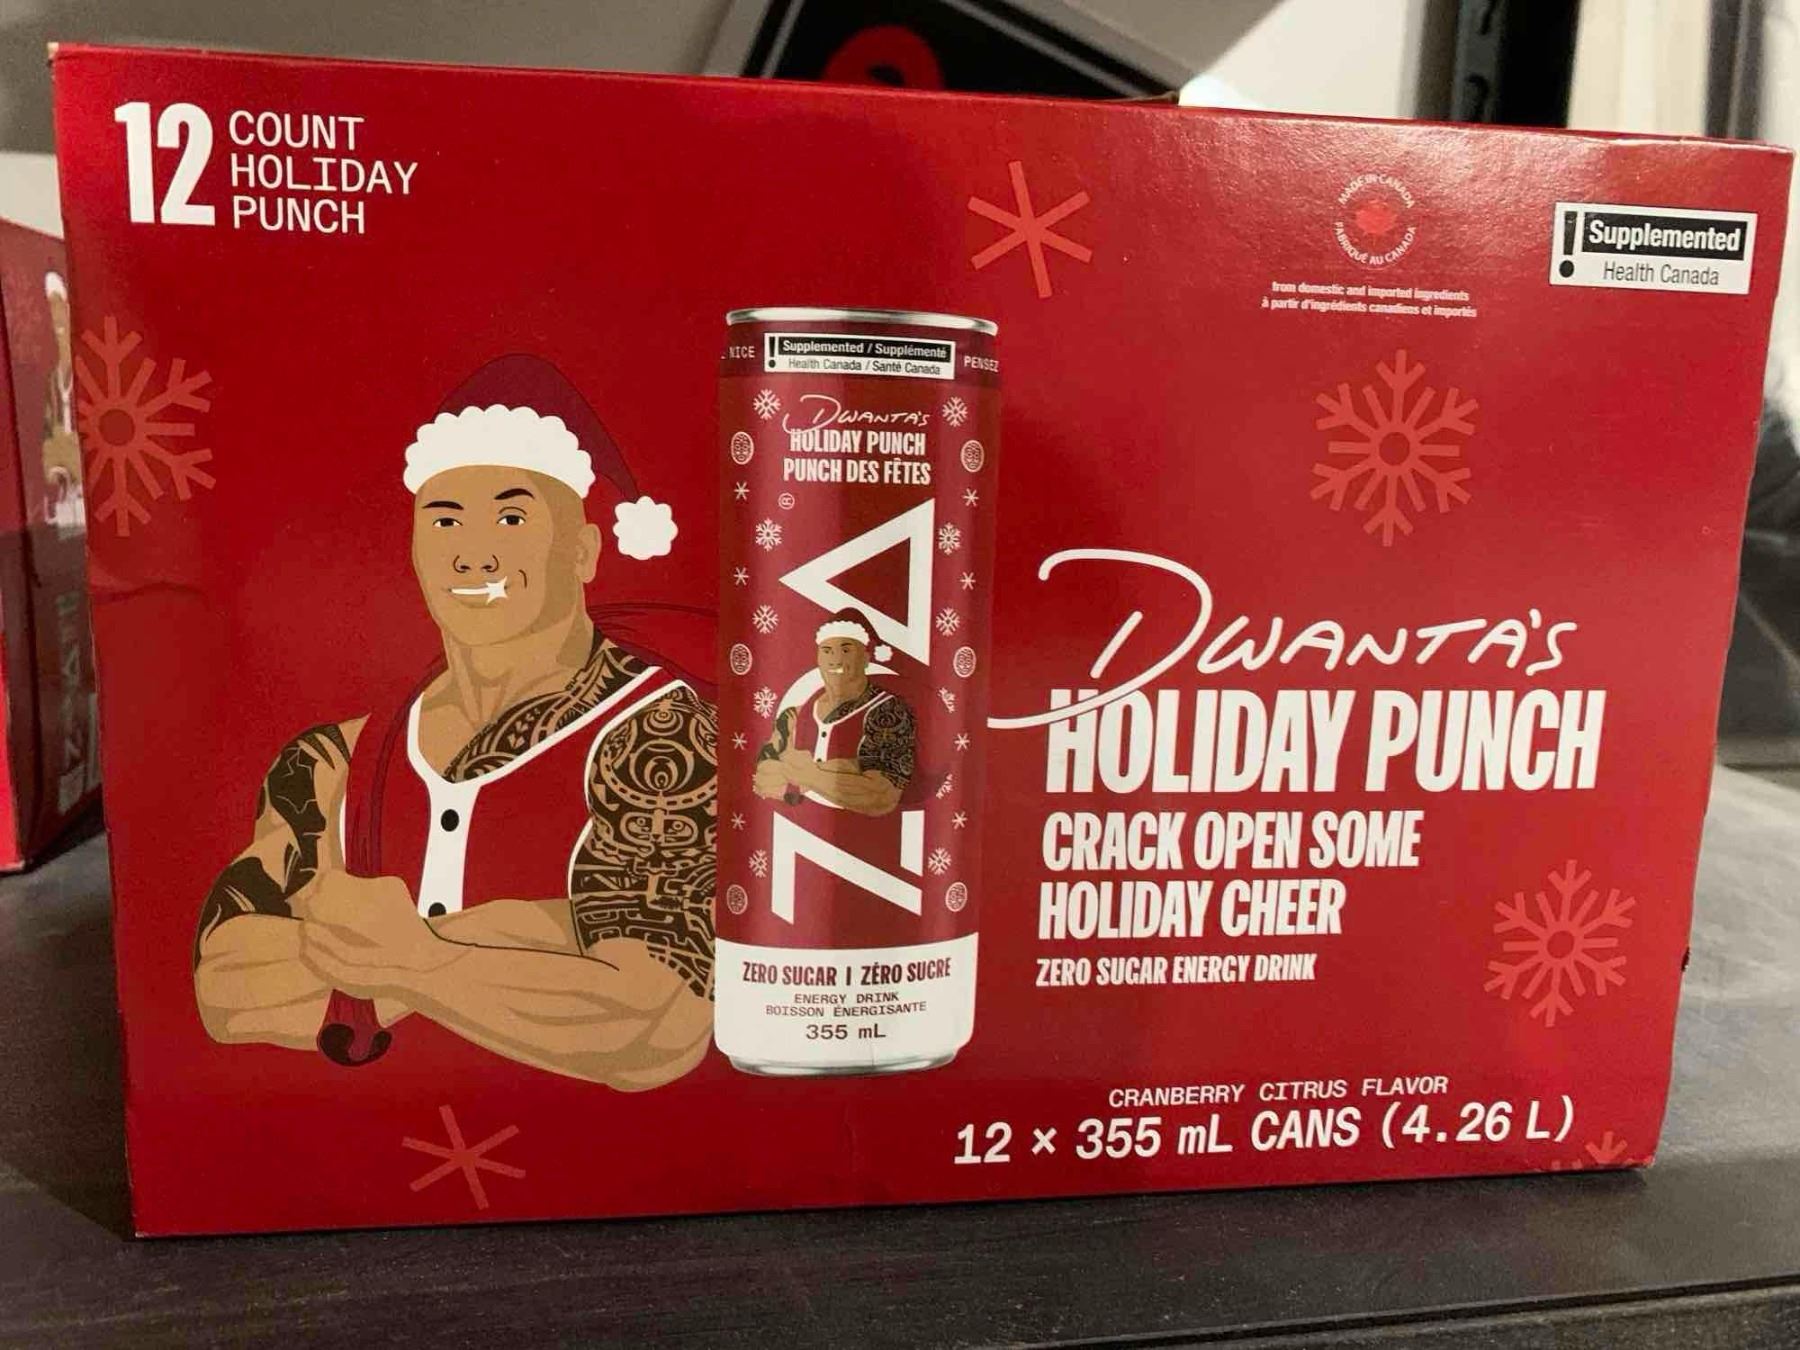 12
COUNT
HOLIDAY
PUNCH
MADE IN CANADA
FABRIQUÉ AU CANADA
from domestic and imported ingredients
à partir d'ingrédients canadiens et importés
! Supplemented
Health Canada
NICE
! Supplemented / Supplémenté
Health Canada / Santé Canada
PENSEZ
DWANTA'S
HOLIDAY PUNCH
PUNCH DES FÊTES
®
ZOA
ZERO SUGAR | ZÉRO SUCRE
ENERGY DRINK
BOISSON ÉNERGISANTE
355 mL
DWANTA'S
HOLIDAY PUNCH
CRACK OPEN SOME
HOLIDAY CHEER
ZERO SUGAR ENERGY DRINK
CRANBERRY CITRUS FLAVOR
12 × 355 mL CANS (4.26 L)